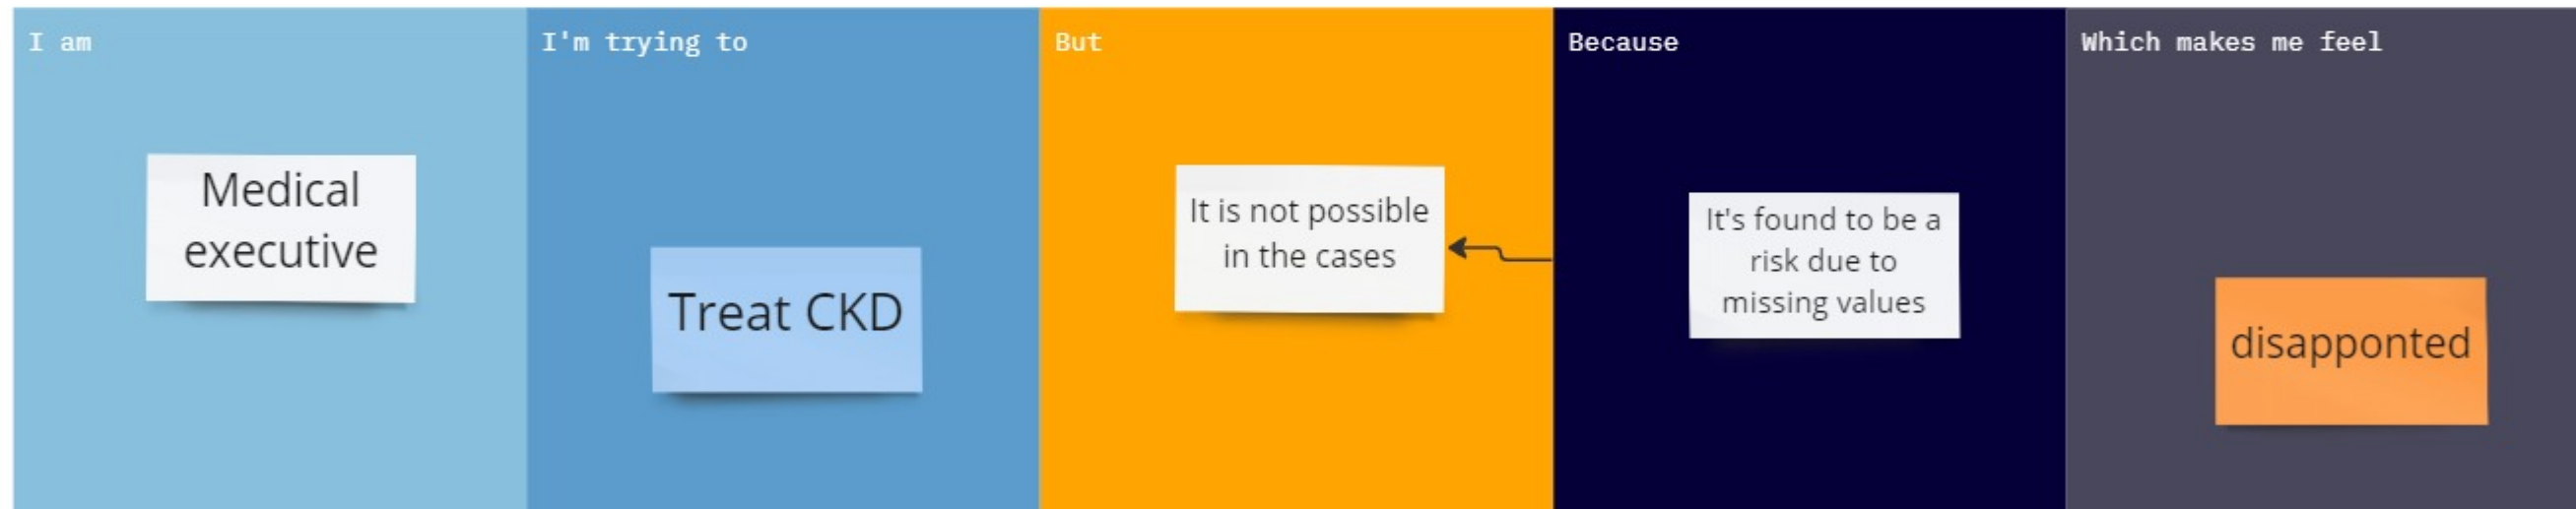 I am
Medical
executive
I'm trying to
Treat CKD
But
It is not possible
in the cases
Because
It's found to be a
risk due to
missing values
Which makes me feel
disapponted